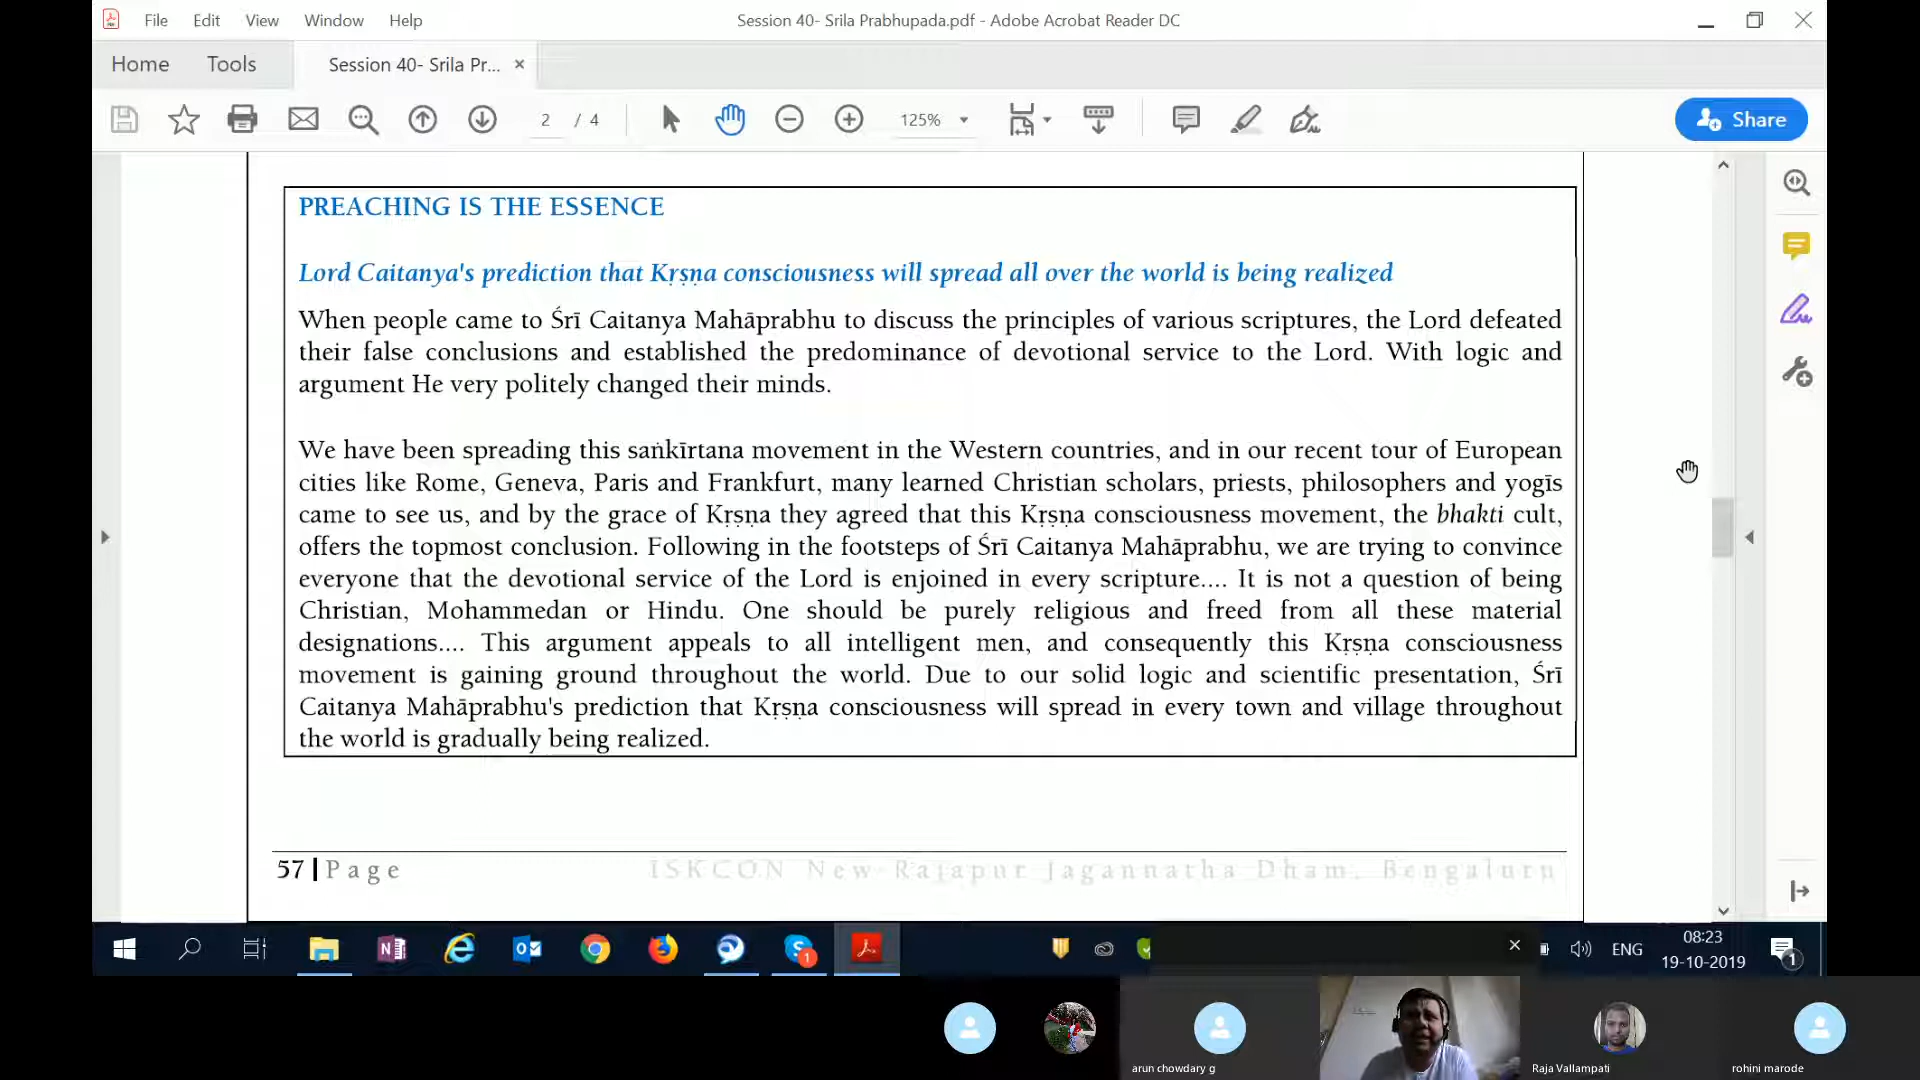 File Edit View Window Help
Session 40- Srila Prabhupada.pdf - Adobe Acrobat Reader DC
Home Tools Session 40- Srila Pr... ×
2 / 4
125%
Share
PREACHING IS THE ESSENCE
Lord Caitanya's prediction that Kṛṣṇa consciousness will spread all over the world is being realized
When people came to Śrī Caitanya Mahāprabhu to discuss the principles of various scriptures, the Lord defeated
their false conclusions and established the predominance of devotional service to the Lord. With logic and
argument He very politely changed their minds.
We have been spreading this saṅkīrtana movement in the Western countries, and in our recent tour of European
cities like Rome, Geneva, Paris and Frankfurt, many learned Christian scholars, priests, philosophers and yogīs
came to see us, and by the grace of Kṛṣṇa they agreed that this Kṛṣṇa consciousness movement, the bhakti cult,
offers the topmost conclusion. Following in the footsteps of Śrī Caitanya Mahāprabhu, we are trying to convince
everyone that the devotional service of the Lord is enjoined in every scripture.... It is not a question of being
Christian, Mohammedan or Hindu. One should be purely religious and freed from all these material
designations.... This argument appeals to all intelligent men, and consequently this Kṛṣṇa consciousness
movement is gaining ground throughout the world. Due to our solid logic and scientific presentation, Śrī
Caitanya Mahāprabhu's prediction that Kṛṣṇa consciousness will spread in every town and village throughout
the world is gradually being realized.
57 | Page
ISKCON New-Rajapur Jagannatha Dham, Bengaluru
ENG
08:23
19-10-2019
1
1
arun chowdary g
Raja Vallampati
rohini marode